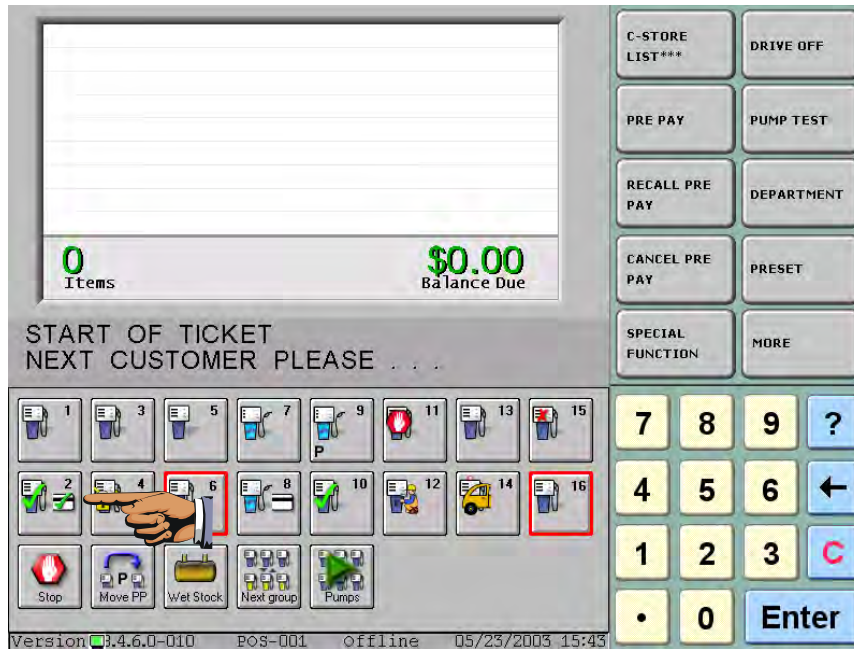 C-STORE
LIST***
DRIVE OFF
PRE PAY
PUMP TEST
RECALL PRE
PAY
DEPARTMENT
0
$0.00
Items
Balance Due
CANCEL PRE
PAY
PRESET
START OF TICKET
NEXT CUSTOMER PLEASE . . .
SPECIAL
FUNCTION
MORE
1 3 5 7 9 11 13 15
P
7 8 9 ?
2 4 6 8 10 12 14 16
4 5 6 ←
P
Stop Move PP Wet Stock Next group Pumps
1 2 3 C
. 0 Enter
Version 3.4.6.0-010 POS-001 offline 05/23/2003 15:43